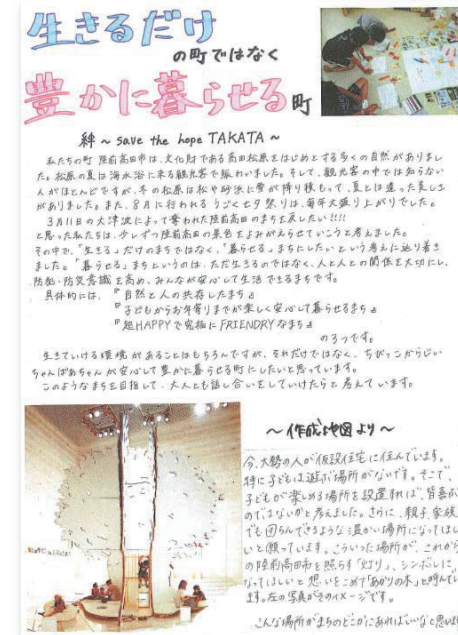 生きるだけ
の町ではなく
豊かに暮らせる町
絆 ~ save the hope TAKATA ~
私たちの町 陸前高田市は、文化財である高田松原をはじめとする多くの自然がありまし
た。松原の夏は海水浴に来る観光客で賑わいました。そして、観光客の中では知らない
人がほとんどですが、冬の松原は松や砂浜に雪が降り積もって、夏とは違った美しさ
がありました。また、8月に行われるうごく七夕祭りは、毎年大盛り上がりでした。
3月11日の大津波によって奪われた陸前高田のまちを戻したい!!!!
と思った私たちは、少しずつ陸前高田の景色をよみがえらせていこうと考えました。
その中で、「生きる」だけのまちではなく、「暮らせる」まちにしたいという考えに辿り着き
ました。"暮らせる"まちというのは、ただ生きるのではなく、人と人との関係を大切にし、
防犯・防災意識を高め、みんなが安心して生活できるまちです。
具体的には、『自然と人の共存したまち』
『子どもからお年寄りまでが楽しく安心して暮らせるまち』
『超HAPPYで究極にFRIENDRYなまち』
の3つです。
生きていける環境があることはもちろんですが、それだけではなく、ちびっこからじい
ちゃんばあちゃんが安心して豊かに暮らせる町にしたいと思っています。
このようなまちを目指して、大人とも話し合いをしていけたらと考えています。
~作成地図より~
今、大勢の人が仮設住宅に住んでいます。
特に子どもは遊ぶ場所がないです。そこで、
子どもが楽しめる場所を設置すれば、皆喜ぶ
のではないかと考えました。さらに、親子、家族
でも団らんできるような温かい場所になってほし
いと願っています。こういった場所が、これから
の陸前高田市を照らす「灯り」、シンボルに
なってほしいと想いをこめて「あかりの木」と呼んでい
ます。左の写真がそのイメージです。
こんな場所がまちのどこかにあればいいなと思いま